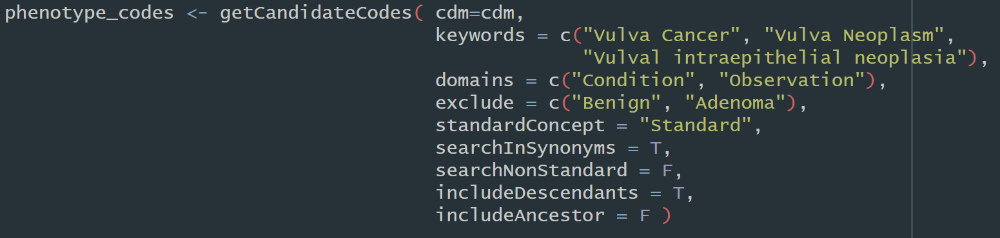 phenotype_codes <- getCandidateCodes( cdm=cdm,
keywords = c("Vulva Cancer", "Vulva Neoplasm",
"Vulval intraepithelial neoplasia"),
domains = c("Condition", "Observation"),
exclude = c("Benign", "Adenoma"),
standardConcept = "Standard",
searchInSynonyms = T,
searchNonStandard = F,
includeDescendants = T,
includeAncestor = F )